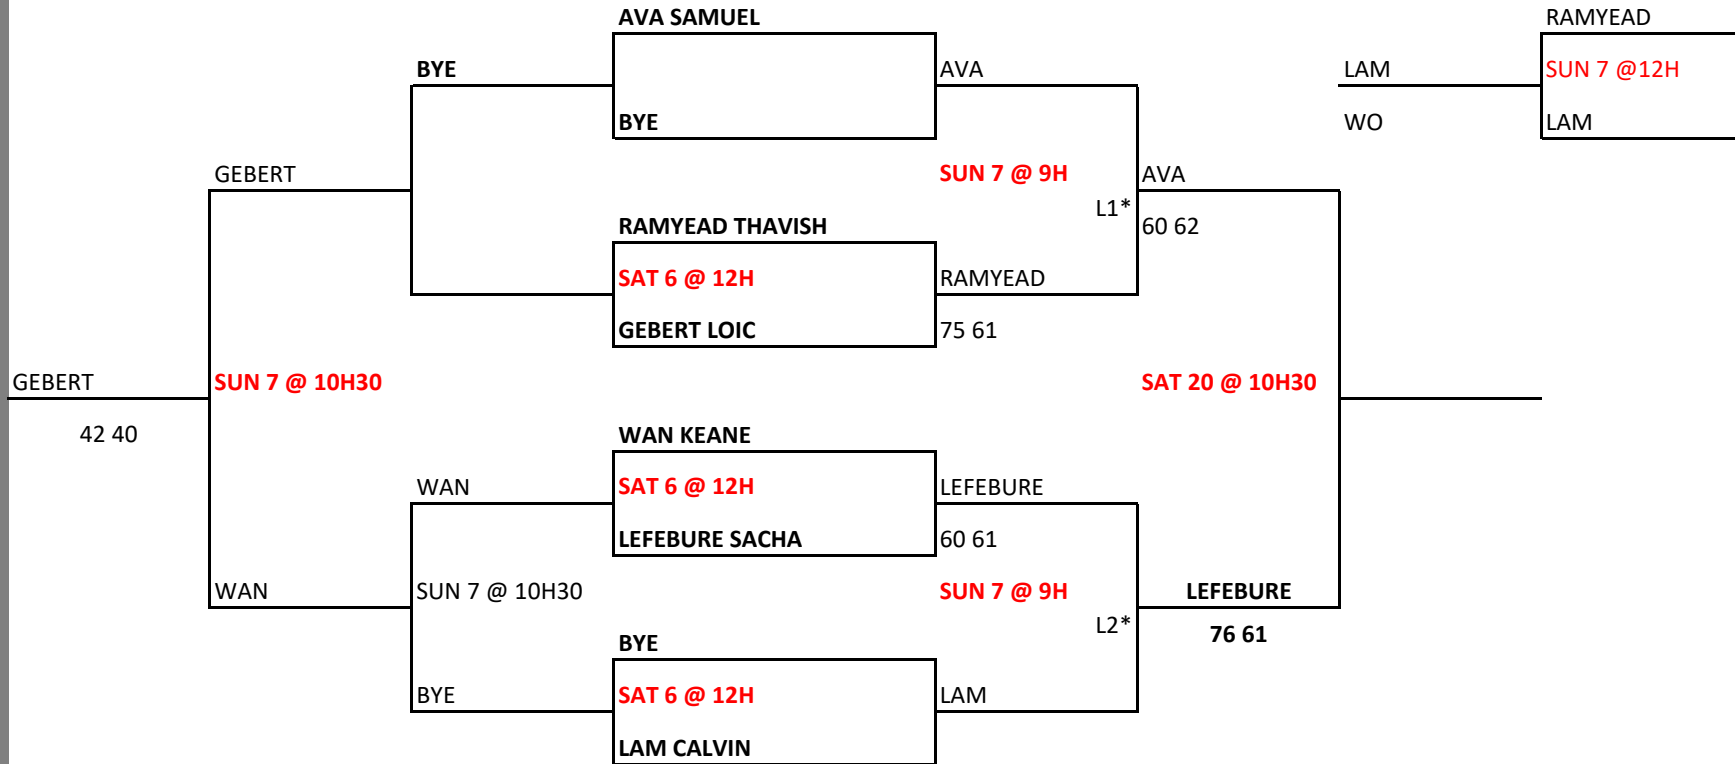 AVA SAMUEL
RAMYEAD
BYE
AVA
LAM
SUN 7 @12H
BYE
WO
LAM
GEBERT
SUN 7 @ 9H
AVA
L1*
RAMYEAD THAVISH
60 62
SAT 6 @ 12H
RAMYEAD
GEBERT LOIC
75 61
GEBERT
SUN 7 @ 10H30
SAT 20 @ 10H30
42 40
WAN KEANE
WAN
SAT 6 @ 12H
LEFEBURE
LEFEBURE SACHA
60 61
WAN
SUN 7 @ 10H30
SUN 7 @ 9H
LEFEBURE
L2*
76 61
BYE
BYE
SAT 6 @ 12H
LAM
LAM CALVIN